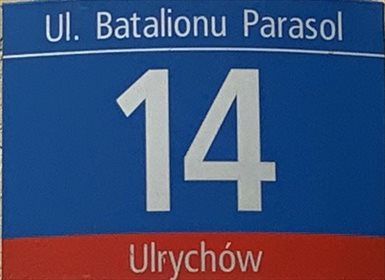 Ul. Batalionu Parasol
14
Ulrychów